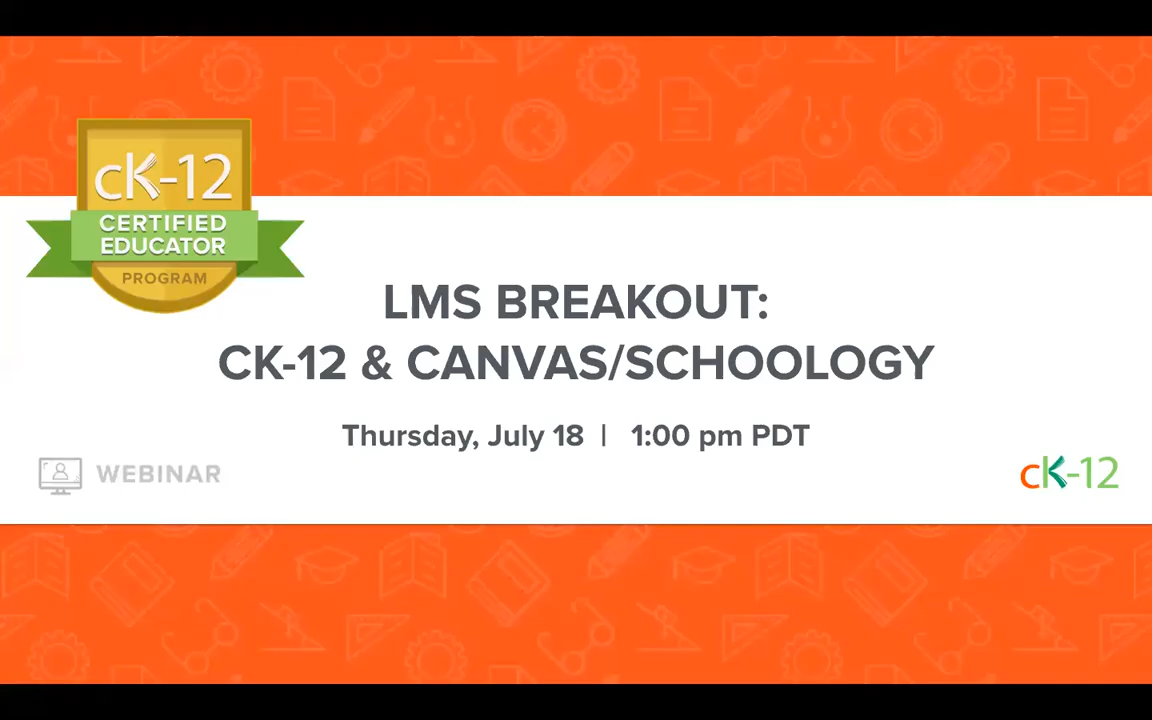 cK-12
CERTIFIED
EDUCATOR
PROGRAM
LMS BREAKOUT:
CK-12 & CANVAS/SCHOOLOGY
Thursday, July 18 | 1:00 pm PDT
WEBINAR
cK-12